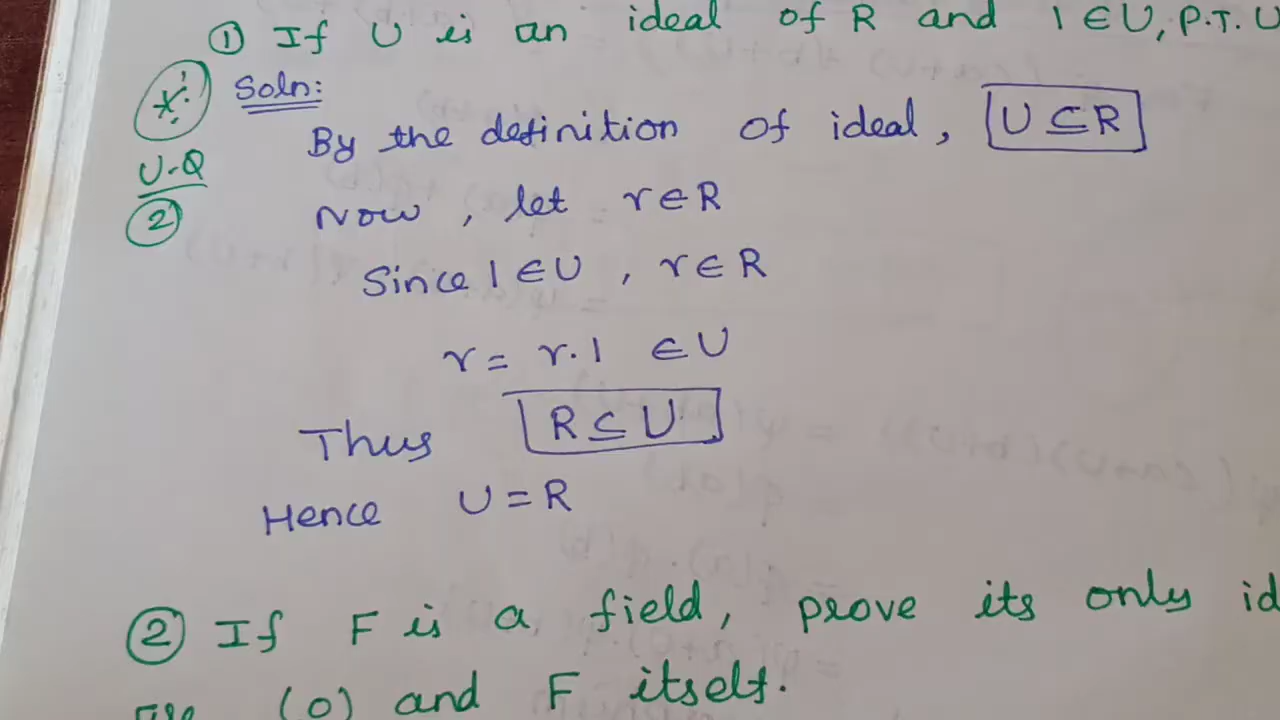 ① If U is an ideal of R and 1 ∈ U, P.T. U
Soln:
By the definition of ideal, U ⊆ R
U.Q
② Now, let r ∈ R
Since 1 ∈ U, r ∈ R
r = r.1 ∈ U
Thus R ⊆ U
Hence U = R
② If F is a field, prove its only id
are (0) and F itself.